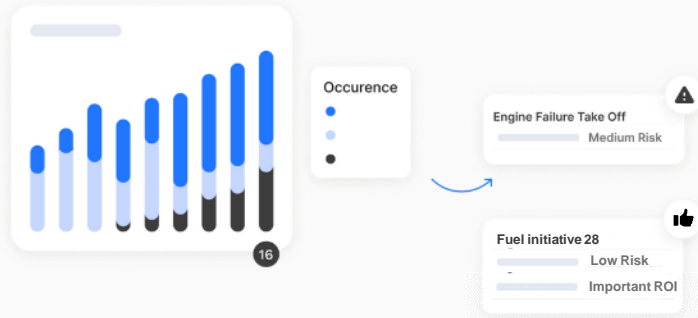 Occurence
16
Engine Failure Take Off
Medium Risk
Fuel initiative 28
Low Risk
Important ROI